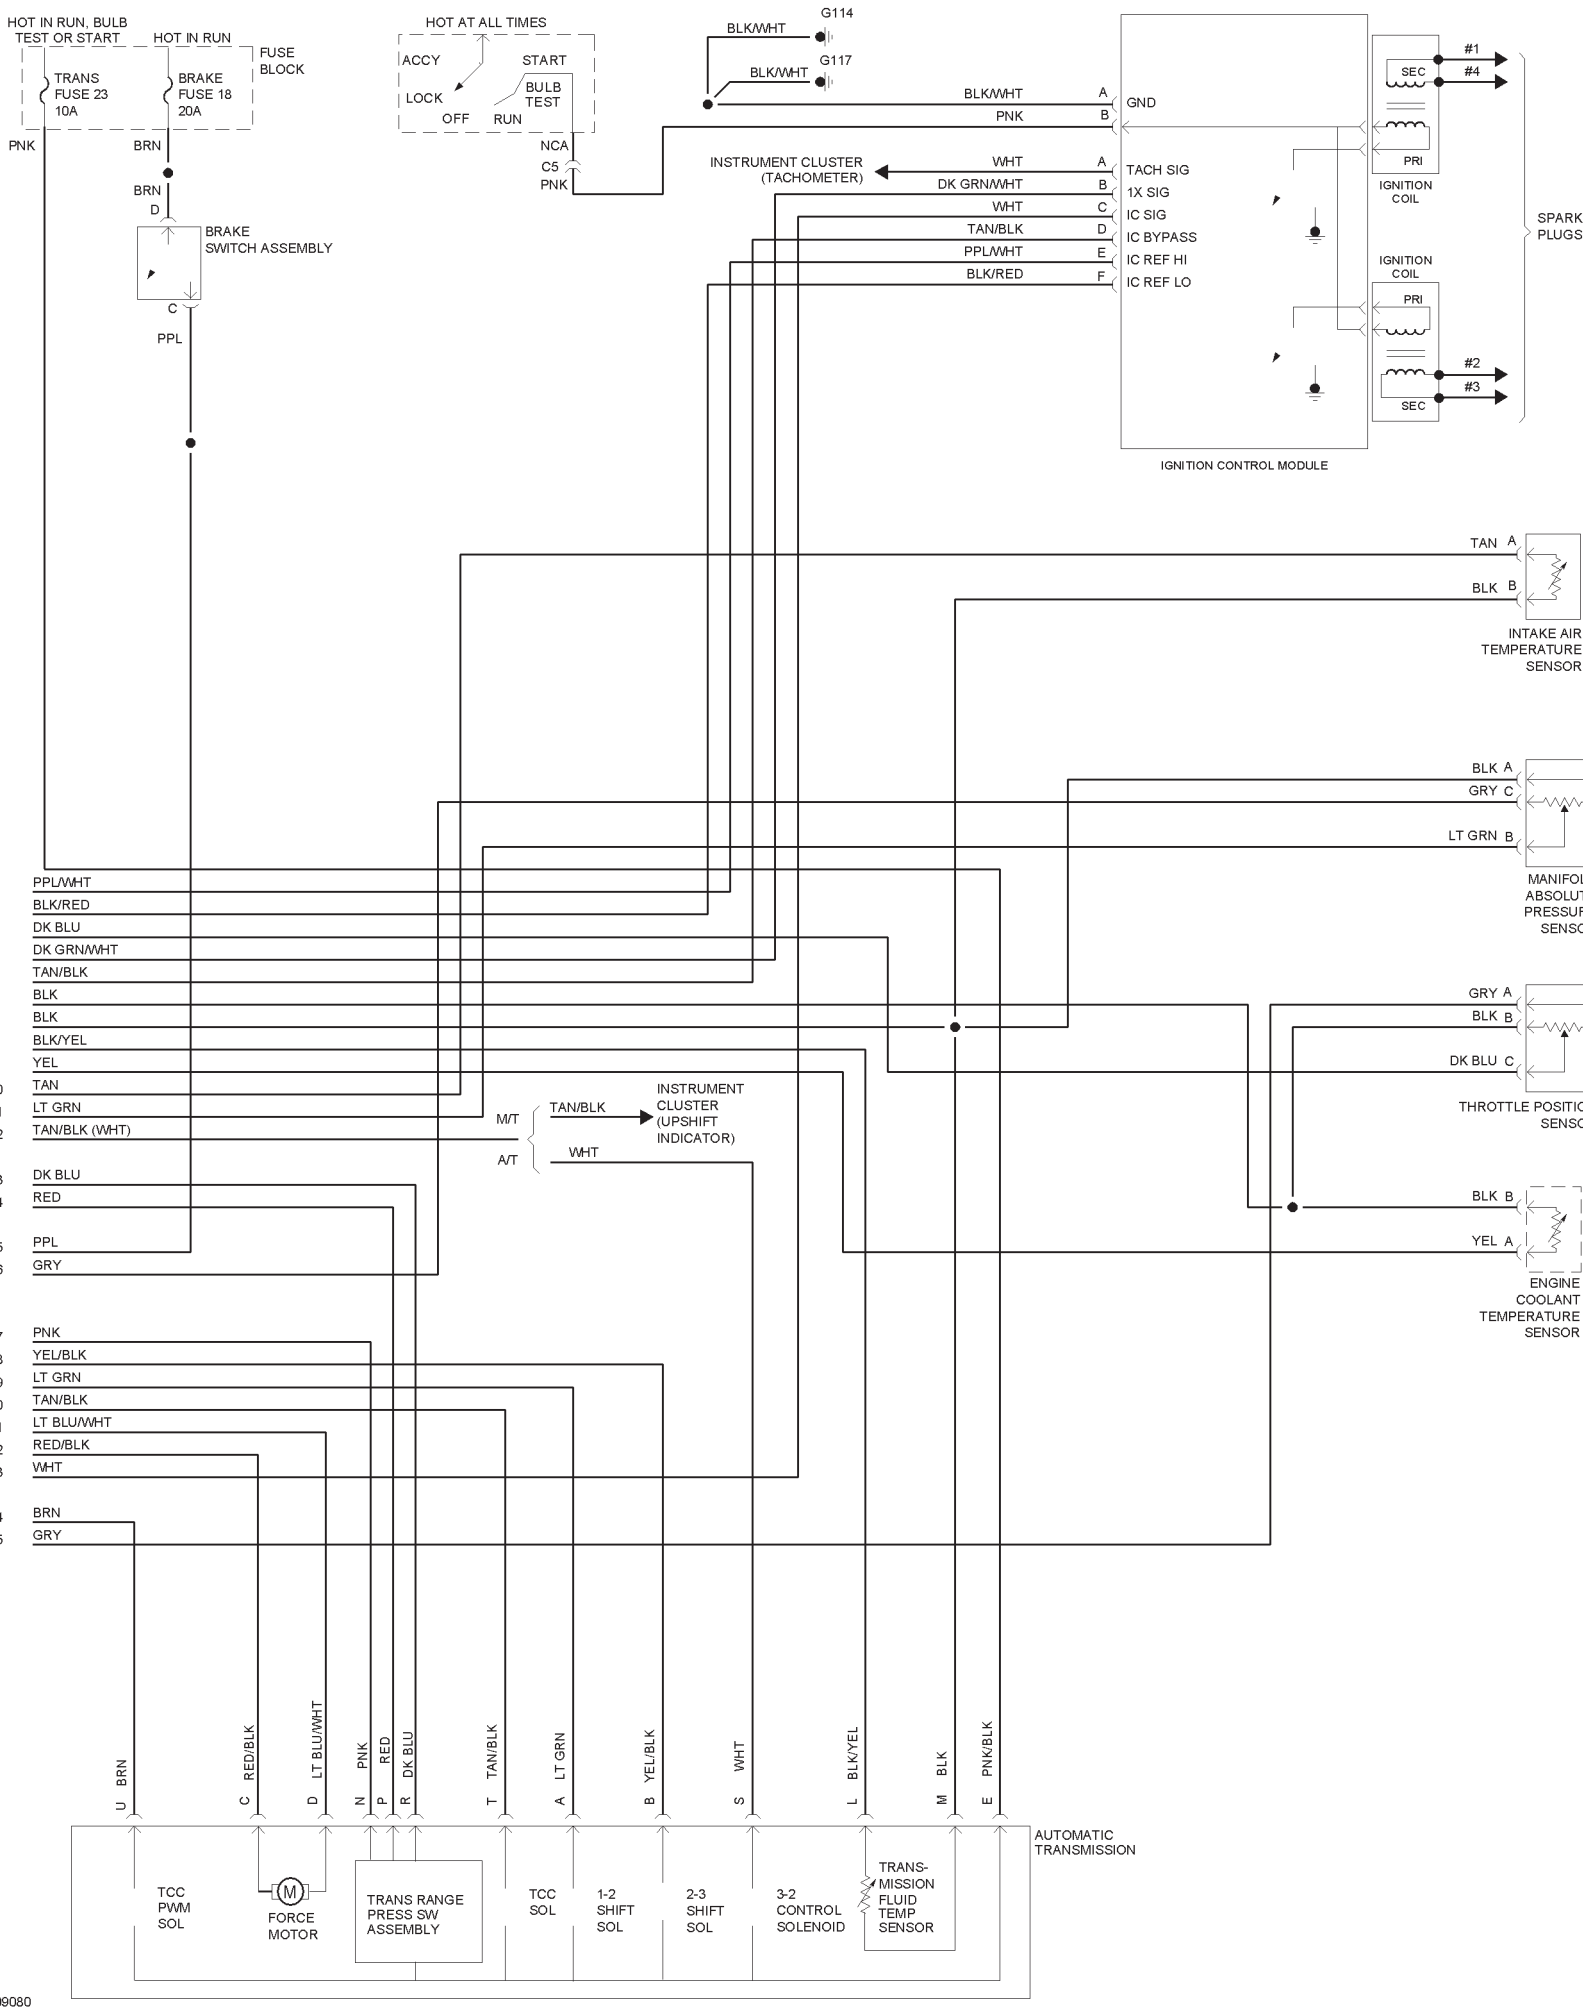 HOT IN RUN, BULB
TEST OR START
HOT IN RUN
FUSE
BLOCK
TRANS
FUSE 23
10A
BRAKE
FUSE 18
20A
PNK
BRN
BRN
D
BRAKE
SWITCH ASSEMBLY
C
PPL
HOT AT ALL TIMES
ACCY
LOCK
OFF
RUN
BULB
TEST
START
NCA
C5
PNK
BLK/WHT
G114
BLK/WHT
G117
BLK/WHT A GND
PNK B
INSTRUMENT CLUSTER
(TACHOMETER)
WHT A TACH SIG
DK GRN/WHT B 1X SIG
WHT C IC SIG
TAN/BLK D IC BYPASS
PPL/WHT E IC REF HI
BLK/RED F IC REF LO
SEC
PRI
IGNITION
COIL
#1
#4
SPARK
PLUGS
IGNITION
COIL
PRI
SEC
#2
#3
IGNITION CONTROL MODULE
TAN A
BLK B
INTAKE AIR
TEMPERATURE
SENSOR
BLK A
GRY C
LT GRN B
MANIFOL
ABSOLUT
PRESSUR
SENSO
GRY A
BLK B
DK BLU C
THROTTLE POSITIO
SENSO
BLK B
YEL A
ENGINE
COOLANT
TEMPERATURE
SENSOR
PPL/WHT
BLK/RED
DK BLU
DK GRN/WHT
TAN/BLK
BLK
BLK
BLK/YEL
YEL
TAN
LT GRN
TAN/BLK (WHT)
M/T
A/T
TAN/BLK
WHT
INSTRUMENT
CLUSTER
(UPSHIFT
INDICATOR)
DK BLU
RED
PPL
GRY
PNK
YEL/BLK
LT GRN
TAN/BLK
LT BLU/WHT
RED/BLK
WHT
BRN
GRY
U BRN
C RED/BLK
D LT BLU/WHT
N PNK
P RED
R DK BLU
T TAN/BLK
A LT GRN
B YEL/BLK
S WHT
L BLK/YEL
M BLK
E PNK/BLK
AUTOMATIC
TRANSMISSION
TCC
PWM
SOL
M
FORCE
MOTOR
TRANS RANGE
PRESS SW
ASSEMBLY
TCC
SOL
1-2
SHIFT
SOL
2-3
SHIFT
SOL
3-2
CONTROL
SOLENOID
TRANS-
MISSION
FLUID
TEMP
SENSOR
9080